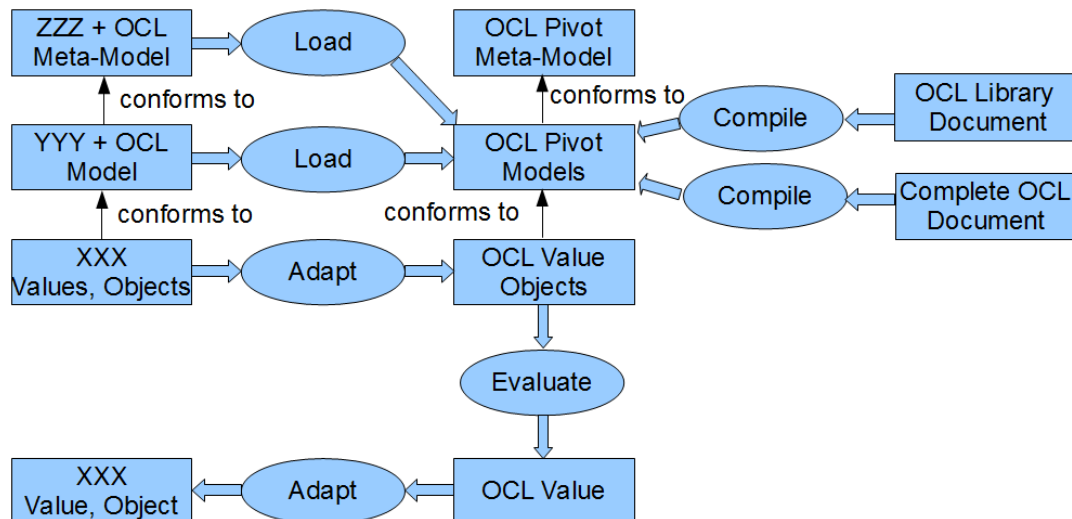 ZZZ + OCL
Meta-Model
Load
OCL Pivot
Meta-Model
conforms to
conforms to
Compile
OCL Library
Document
YYY + OCL
Model
Load
OCL Pivot
Models
Compile
Complete OCL
Document
conforms to
conforms to
XXX
Values, Objects
Adapt
OCL Value
Objects
Evaluate
XXX
Value, Object
Adapt
OCL Value